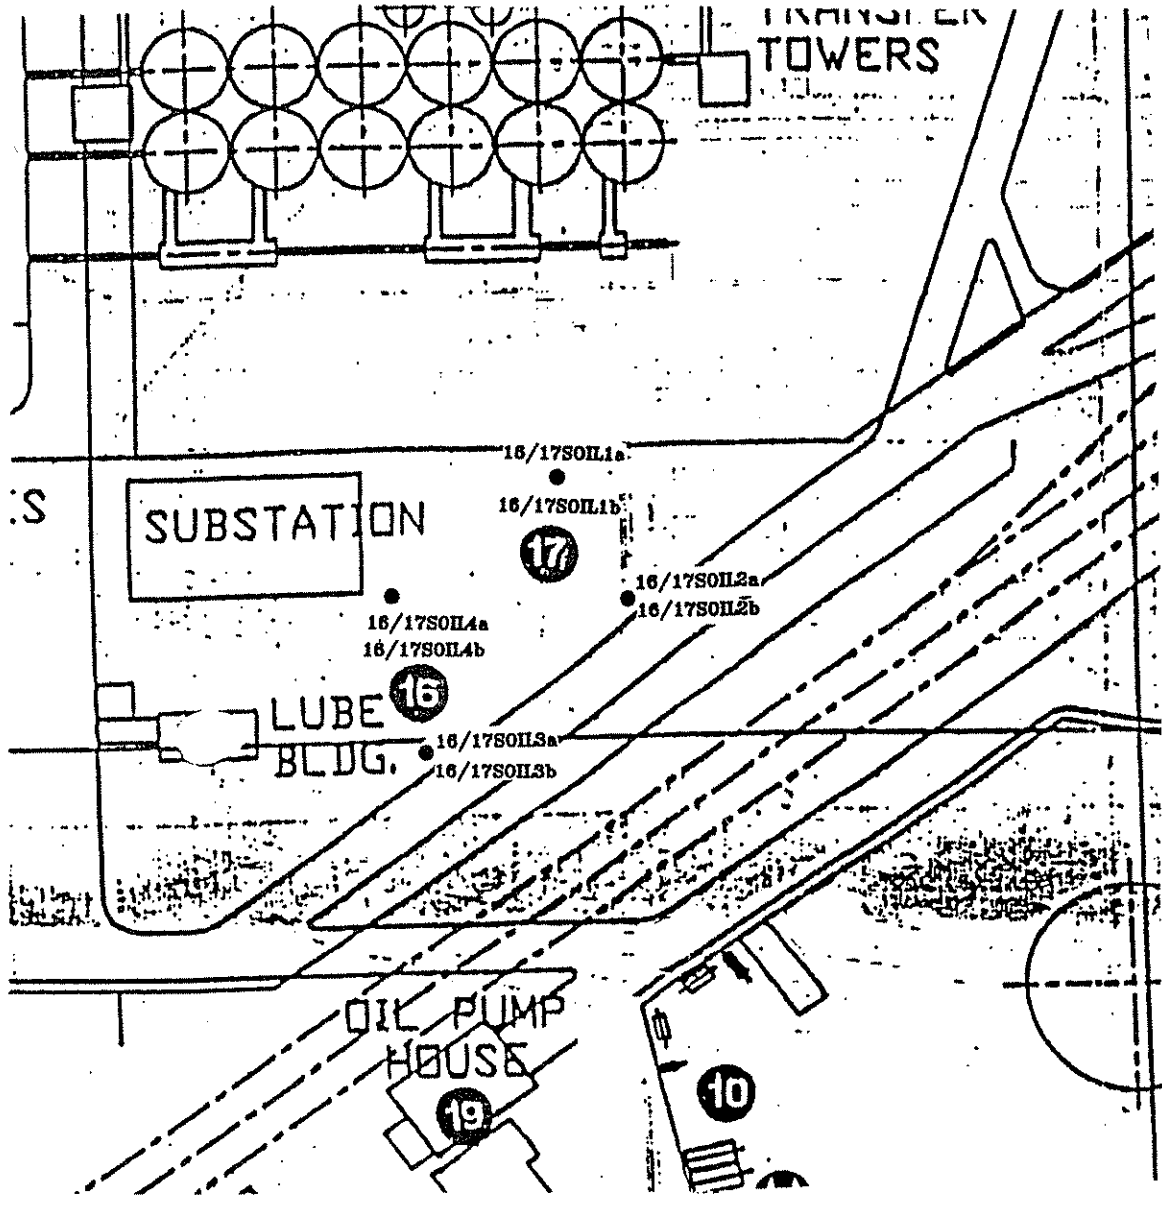 TRANSFER
TOWERS
16/17SOIL1a
:S
SUBSTATION
16/17SOIL1b
17
16/17SOIL2a
16/17SOIL2b
16/17SOIL4a
16/17SOIL4b
16
LUBE
BLDG.
16/17SOIL3a
16/17SOIL3b
OIL PUMP
HOUSE
19
10